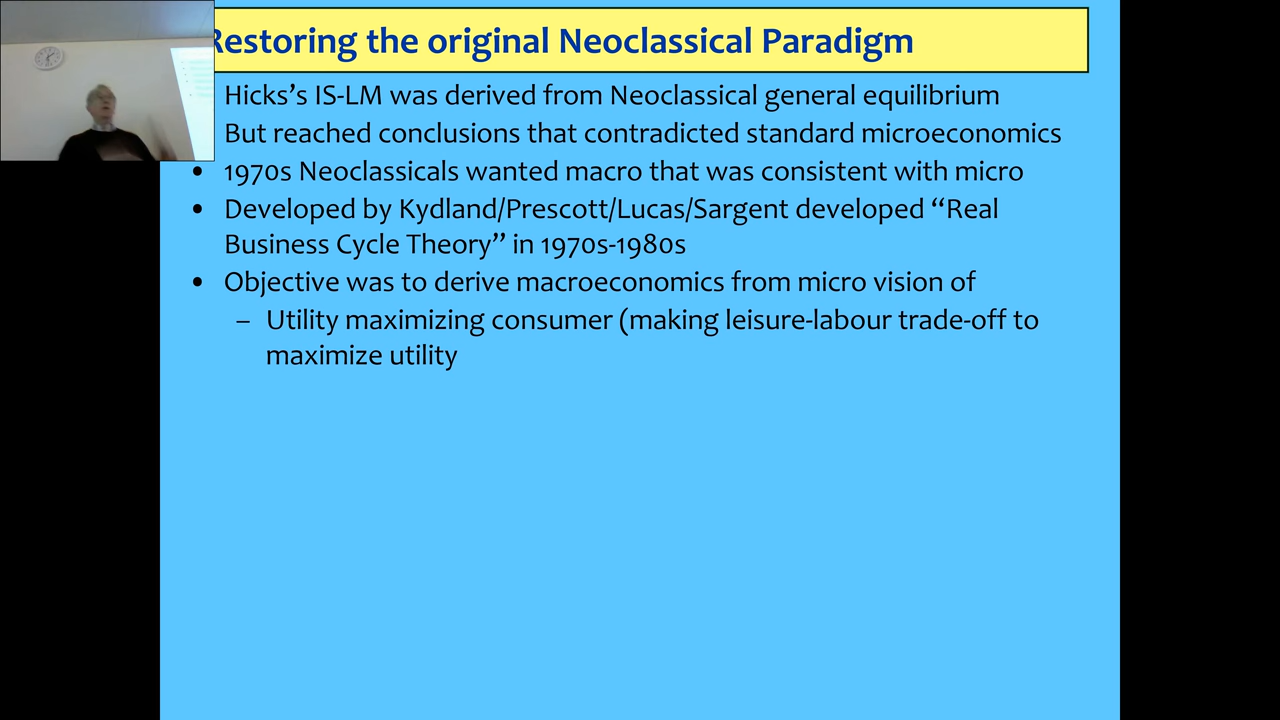 Restoring the original Neoclassical Paradigm
Hicks’s IS-LM was derived from Neoclassical general equilibrium
But reached conclusions that contradicted standard microeconomics
• 1970s Neoclassicals wanted macro that was consistent with micro
• Developed by Kydland/Prescott/Lucas/Sargent developed “Real
Business Cycle Theory” in 1970s-1980s
• Objective was to derive macroeconomics from micro vision of
– Utility maximizing consumer (making leisure-labour trade-off to
maximize utility